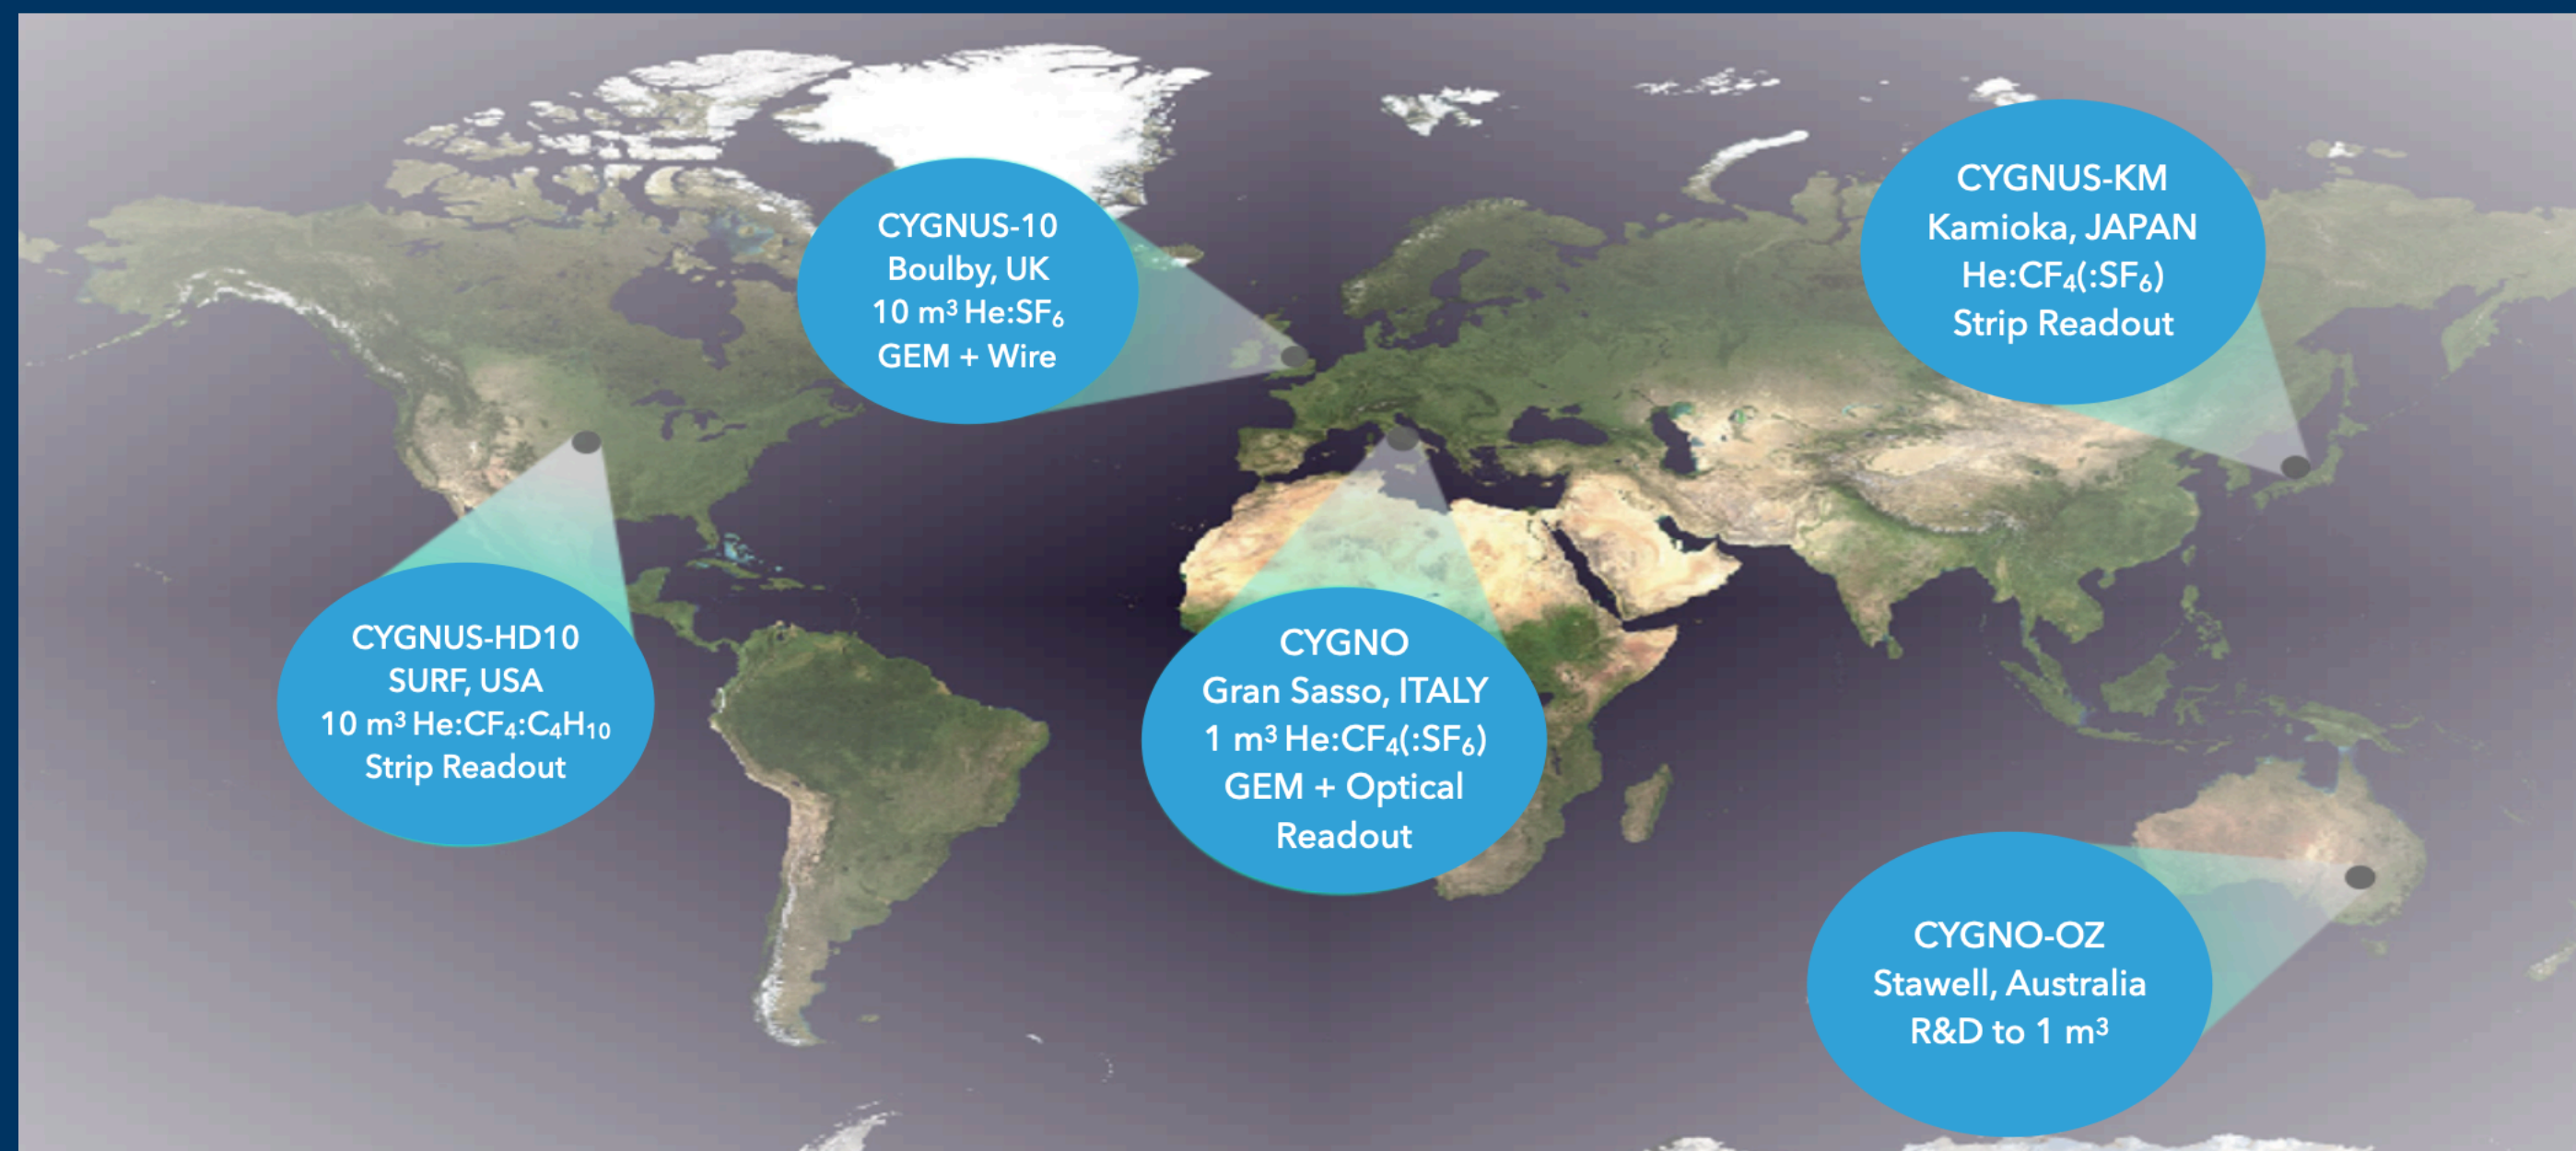 CYGNUS-10
Boulby, UK
10 m³ He:SF₆
GEM + Wire
CYGNUS-KM
Kamioka, JAPAN
He:CF₄(:SF₆)
Strip Readout
CYGNUS-HD10
SURF, USA
10 m³ He:CF₄:C₄H₁₀
Strip Readout
CYGNO
Gran Sasso, ITALY
1 m³ He:CF₄(:SF₆)
GEM + Optical
Readout
CYGNO-OZ
Stawell, Australia
R&D to 1 m³